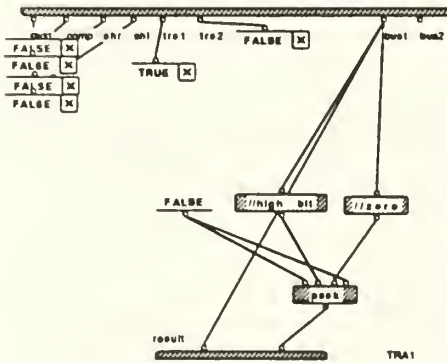 comp shr shl tra1 tra2 bus1 bus2
FALSE
FALSE
FALSE
FALSE
TRUE
FALSE
FALSE
//high bit
//zero
pack
result
TRA1